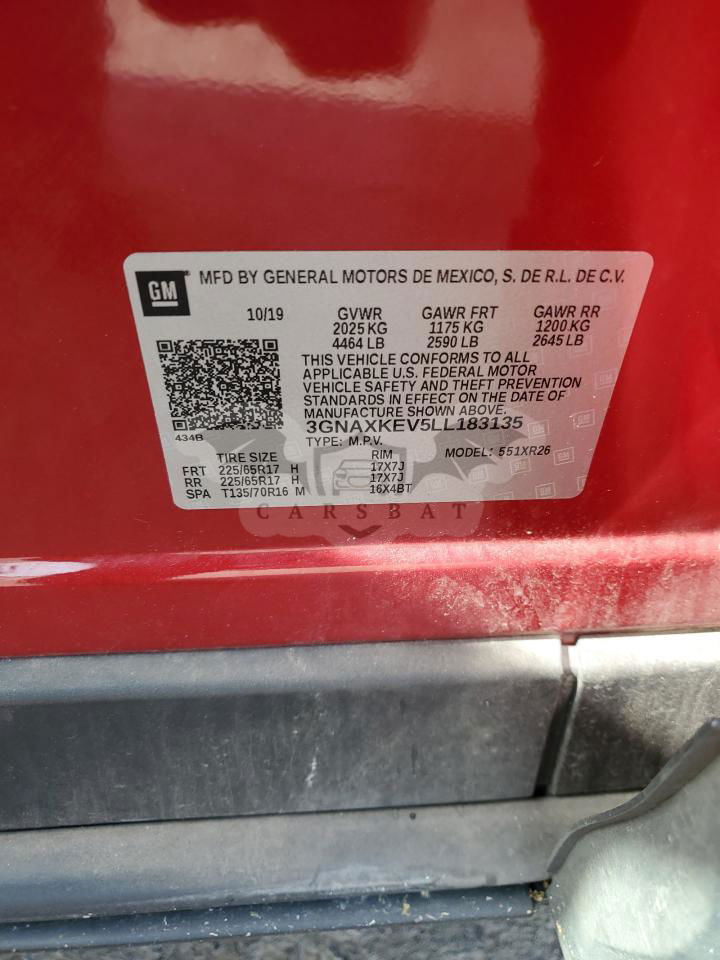 GM
MFD BY GENERAL MOTORS DE MEXICO, S. DE R.L. DE C.V.
10/19 GVWR GAWR FRT GAWR RR
2025 KG 1175 KG 1200 KG
4464 LB 2590 LB 2645 LB
THIS VEHICLE CONFORMS TO ALL
APPLICABLE U.S. FEDERAL MOTOR
VEHICLE SAFETY AND THEFT PREVENTION
STANDARDS IN EFFECT ON THE DATE OF
MANUFACTURE SHOWN ABOVE.
3GNAXKEV5LL183135
434B
TYPE: M.P.V. MODEL: 551XR26
TIRE SIZE RIM
FRT 225/65R17 H 17X7J
RR 225/65R17 H 17X7J
SPA T135/70R16 M 16X4BT
CARSBAT